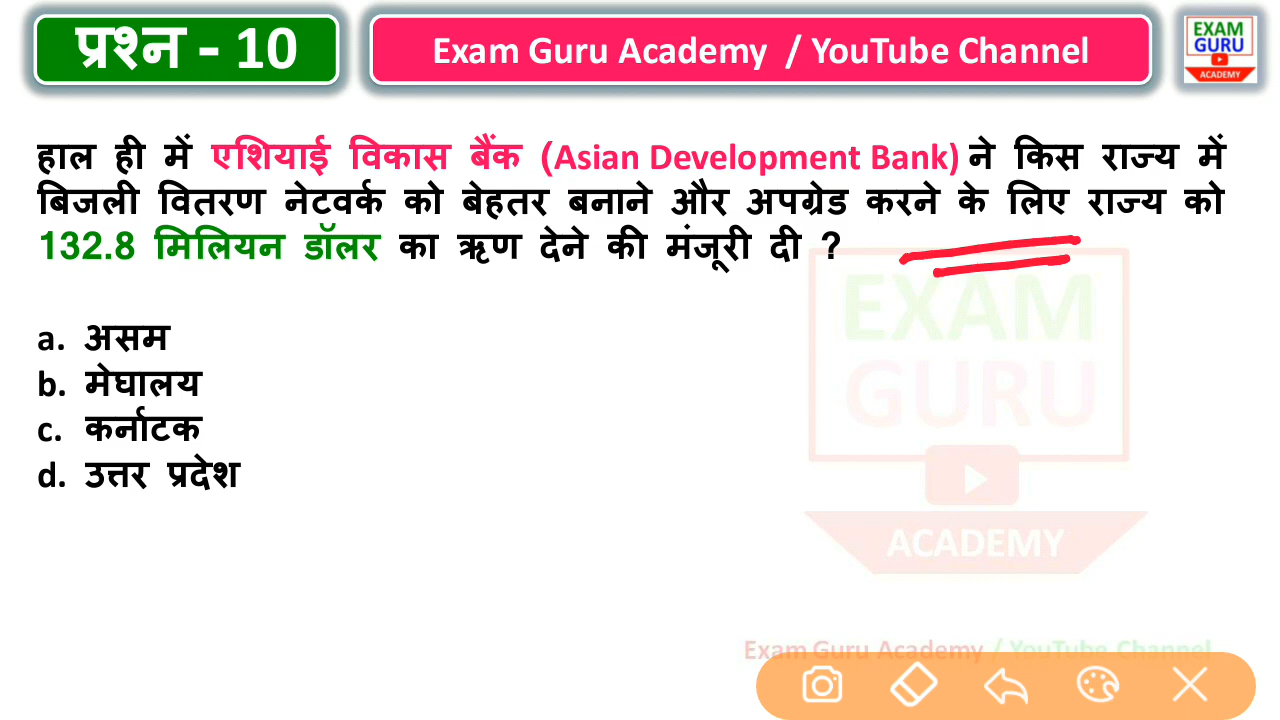 प्रश्न - 10
Exam Guru Academy / YouTube Channel
EXAM
GURU
ACADEMY
हाल ही में एशियाई विकास बैंक (Asian Development Bank) ने किस राज्य में
बिजली वितरण नेटवर्क को बेहतर बनाने और अपग्रेड करने के लिए राज्य को
132.8 मिलियन डॉलर का ऋण देने की मंजूरी दी ?
a. असम
b. मेघालय
c. कर्नाटक
d. उत्तर प्रदेश
EXAM
GURU
ACADEMY
Exam Guru Academy / YouTube Channel